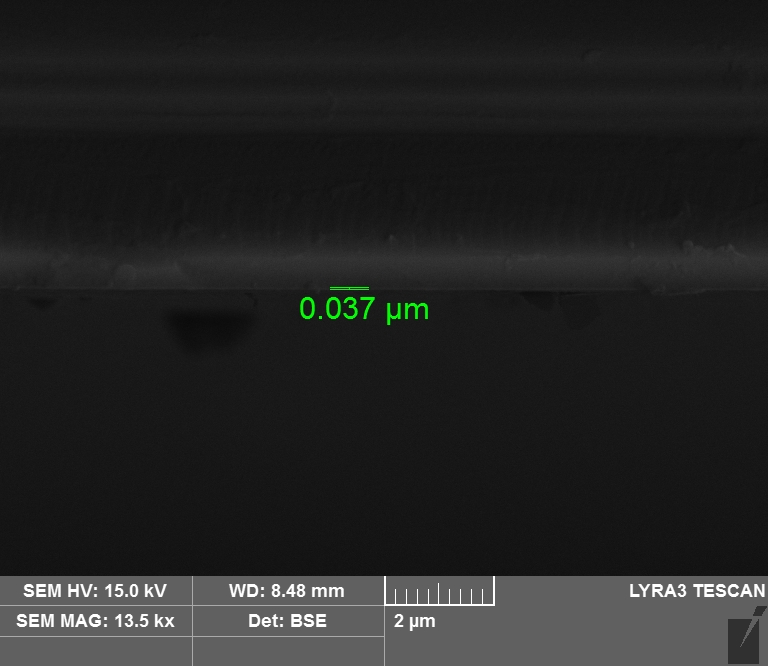 0.037 µm
SEM HV: 15.0 kV
WD: 8.48 mm
LYRA3 TESCAN
SEM MAG: 13.5 kx
Det: BSE
2 µm